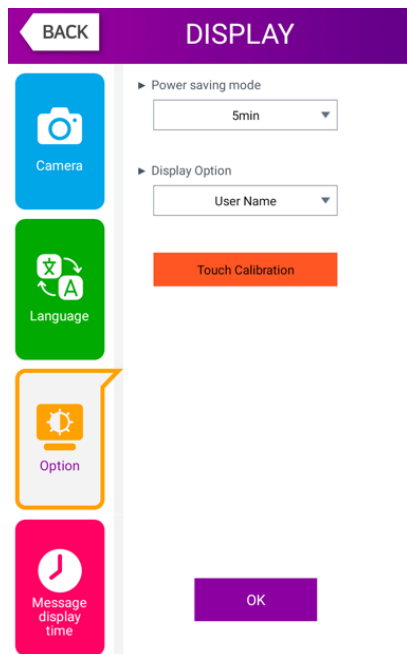 BACK
DISPLAY
Camera
Language
Option
Message
display
time
► Power saving mode
5min
► Display Option
User Name
Touch Calibration
OK